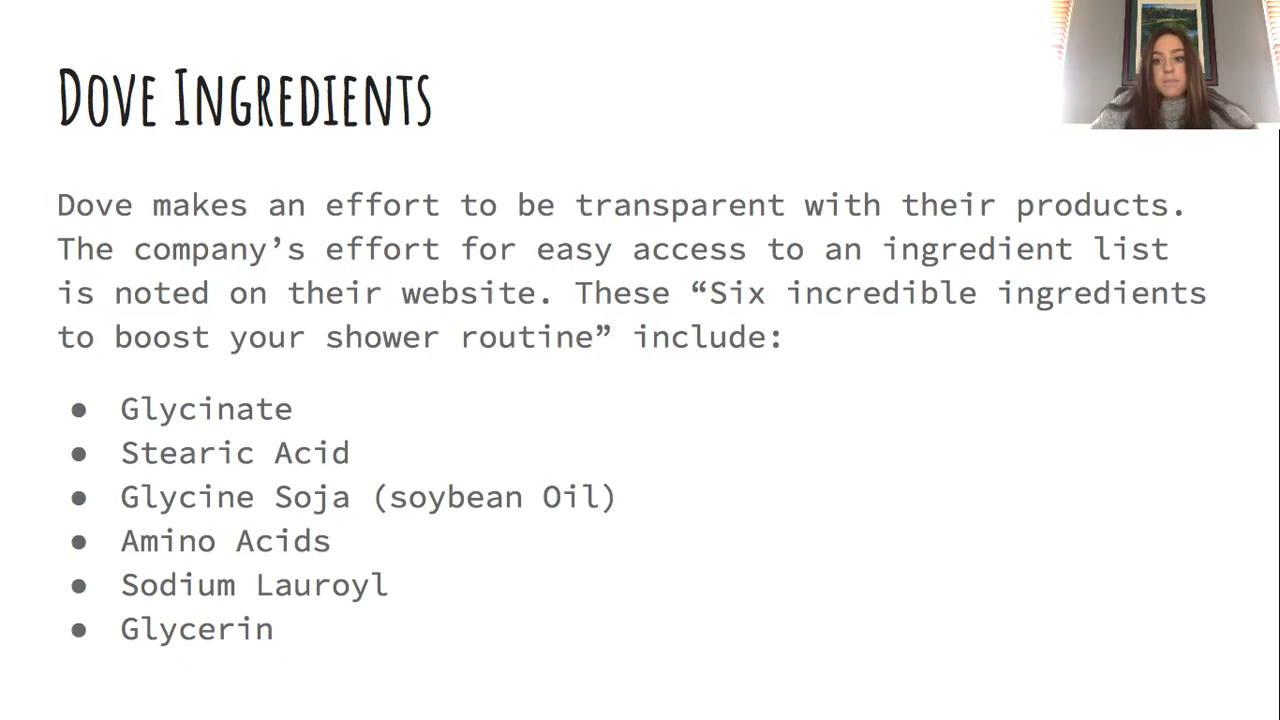 Dove Ingredients
Dove makes an effort to be transparent with their products.
The company’s effort for easy access to an ingredient list
is noted on their website. These “Six incredible ingredients
to boost your shower routine” include:
● Glycinate
● Stearic Acid
● Glycine Soja (soybean Oil)
● Amino Acids
● Sodium Lauroyl
● Glycerin